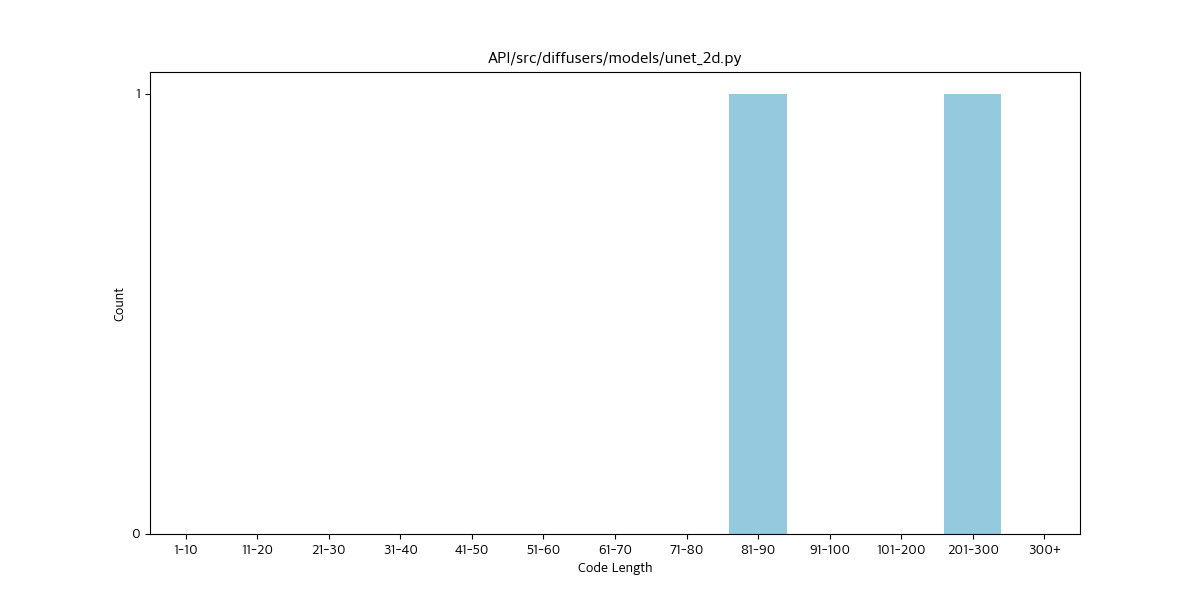 API/src/diffusers/models/unet_2d.py
1
Count
0
1-10 11-20 21-30 31-40 41-50 51-60 61-70 71-80 81-90 91-100 101-200 201-300 300+
Code Length